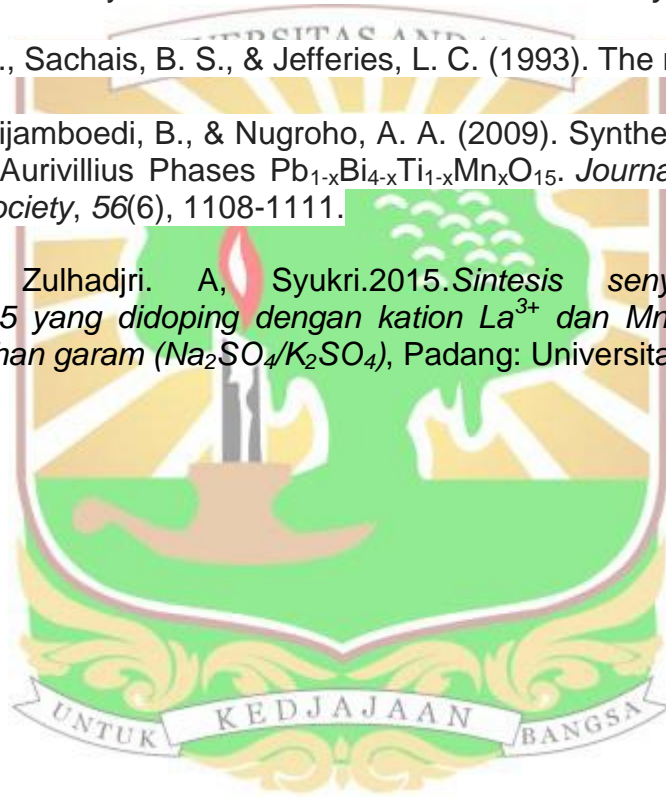 ., Sachais, B. S., & Jefferies, L. C. (1993). The
ijamboedi, B., & Nugroho, A. A. (2009). Synthe
Aurivillius Phases Pb₁₋ₓBi₄₋ₓTi₁₋ₓMnₓO₁₅. Journa
ociety, 56(6), 1108-1111.
Zulhadjri. A, Syukri.2015.Sintesis seny
5 yang didoping dengan kation La³⁺ dan Mn
han garam (Na₂SO₄/K₂SO₄), Padang: Universita
UNTUK KEDJAJAAN BANGSA